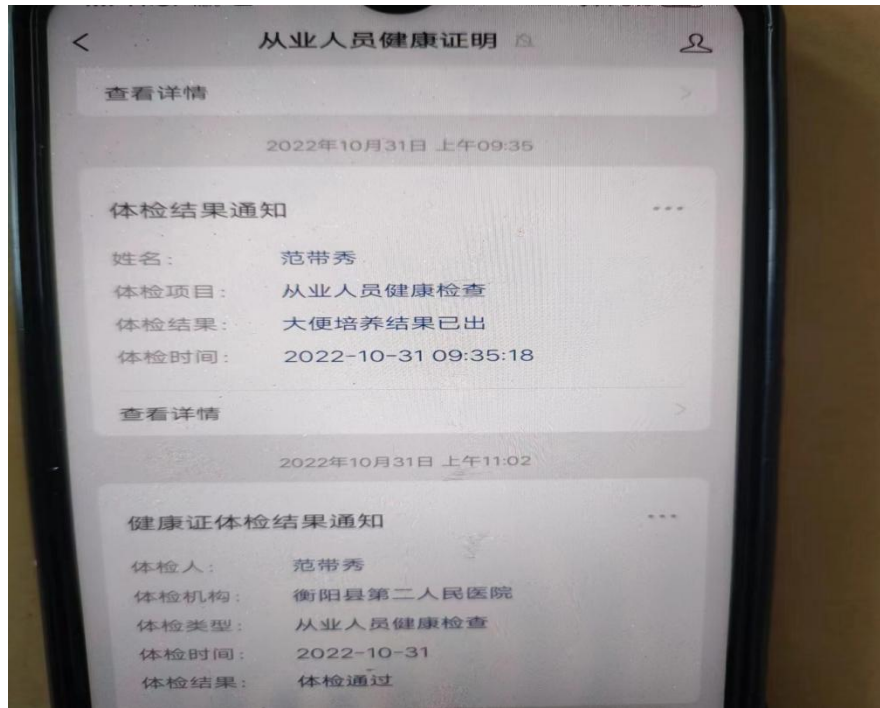 从业人员健康证明
查看详情
2022年10月31日 上午09:35
体检结果通知
姓名: 范带秀
体检项目: 从业人员健康检查
体检结果: 大便培养结果已出
体检时间: 2022-10-31 09:35:18
查看详情
2022年10月31日 上午11:02
健康证体检结果通知
体检人: 范带秀
体检机构: 衡阳县第二人民医院
体检类型: 从业人员健康检查
体检时间: 2022-10-31
体检结果: 体检通过